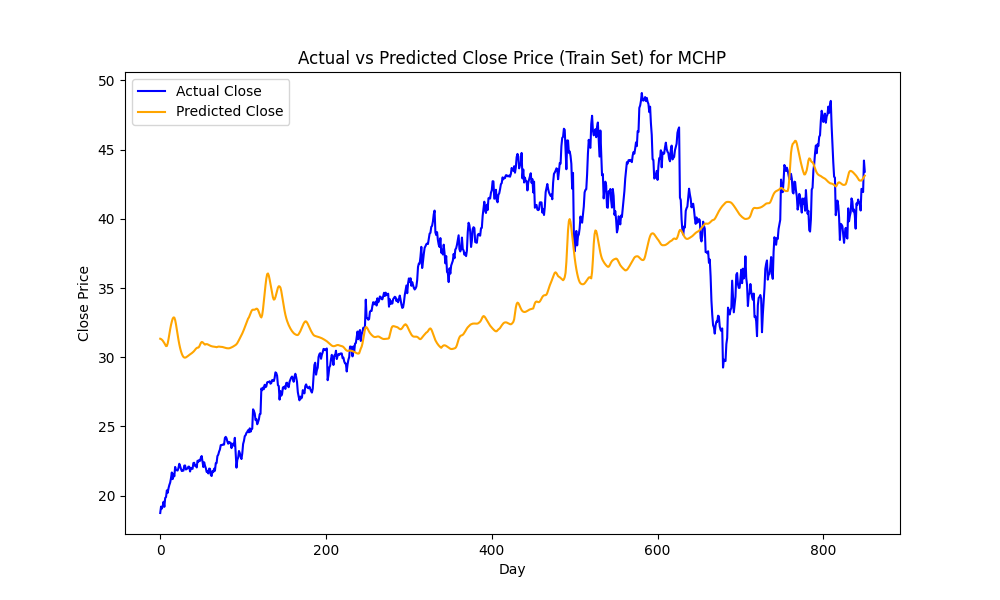 Actual vs Predicted Close Price (Train Set) for MCHP
Actual Close
Predicted Close
50
45
40
35
30
25
20
Close Price
0 200 400 600 800
Day